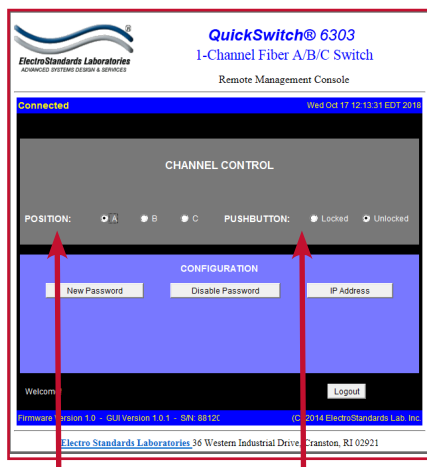 ®
ElectroStandards Laboratories
ADVANCED SYSTEMS DESIGN & SERVICES
QuickSwitch® 6303
1-Channel Fiber A/B/C Switch
Remote Management Console
Connected Wed Oct 17 12:13:31 EDT 2018
CHANNEL CONTROL
POSITION: A B C PUSHBUTTON: Locked Unlocked
CONFIGURATION
New Password Disable Password IP Address
Welcome! Logout
Firmware Version 1.0 - GUI Version 1.0.1 - S/N: 8812 2014 ElectroStandards Lab. Inc.
Electro Standards Laboratories 36 Western Industrial Drive, Cranston, RI 02921